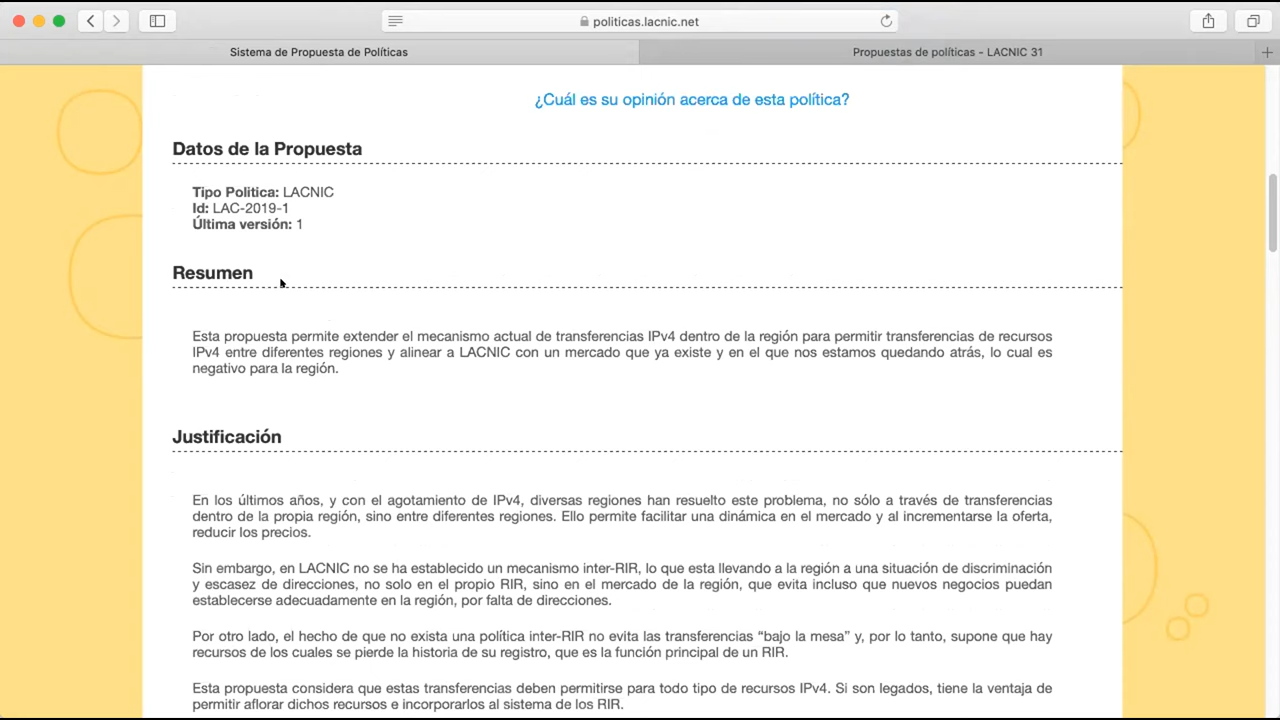 politicas.lacnic.net
Sistema de Propuesta de Políticas
Propuestas de políticas - LACNIC 31
¿Cuál es su opinión acerca de esta política?
Datos de la Propuesta
Tipo Politica: LACNIC
Id: LAC-2019-1
Última versión: 1
Resumen
Esta propuesta permite extender el mecanismo actual de transferencias IPv4 dentro de la región para permitir transferencias de recursos
IPv4 entre diferentes regiones y alinear a LACNIC con un mercado que ya existe y en el que nos estamos quedando atrás, lo cual es
negativo para la región.
Justificación
En los últimos años, y con el agotamiento de IPv4, diversas regiones han resuelto este problema, no sólo a través de transferencias
dentro de la propia región, sino entre diferentes regiones. Ello permite facilitar una dinámica en el mercado y al incrementarse la oferta,
reducir los precios.
Sin embargo, en LACNIC no se ha establecido un mecanismo inter-RIR, lo que esta llevando a la región a una situación de discriminación
y escasez de direcciones, no solo en el propio RIR, sino en el mercado de la región, que evita incluso que nuevos negocios puedan
establecerse adecuadamente en la región, por falta de direcciones.
Por otro lado, el hecho de que no exista una política inter-RIR no evita las transferencias “bajo la mesa” y, por lo tanto, supone que hay
recursos de los cuales se pierde la historia de su registro, que es la función principal de un RIR.
Esta propuesta considera que estas transferencias deben permitirse para todo tipo de recursos IPv4. Si son legados, tiene la ventaja de
permitir aflorar dichos recursos e incorporarlos al sistema de los RIR.